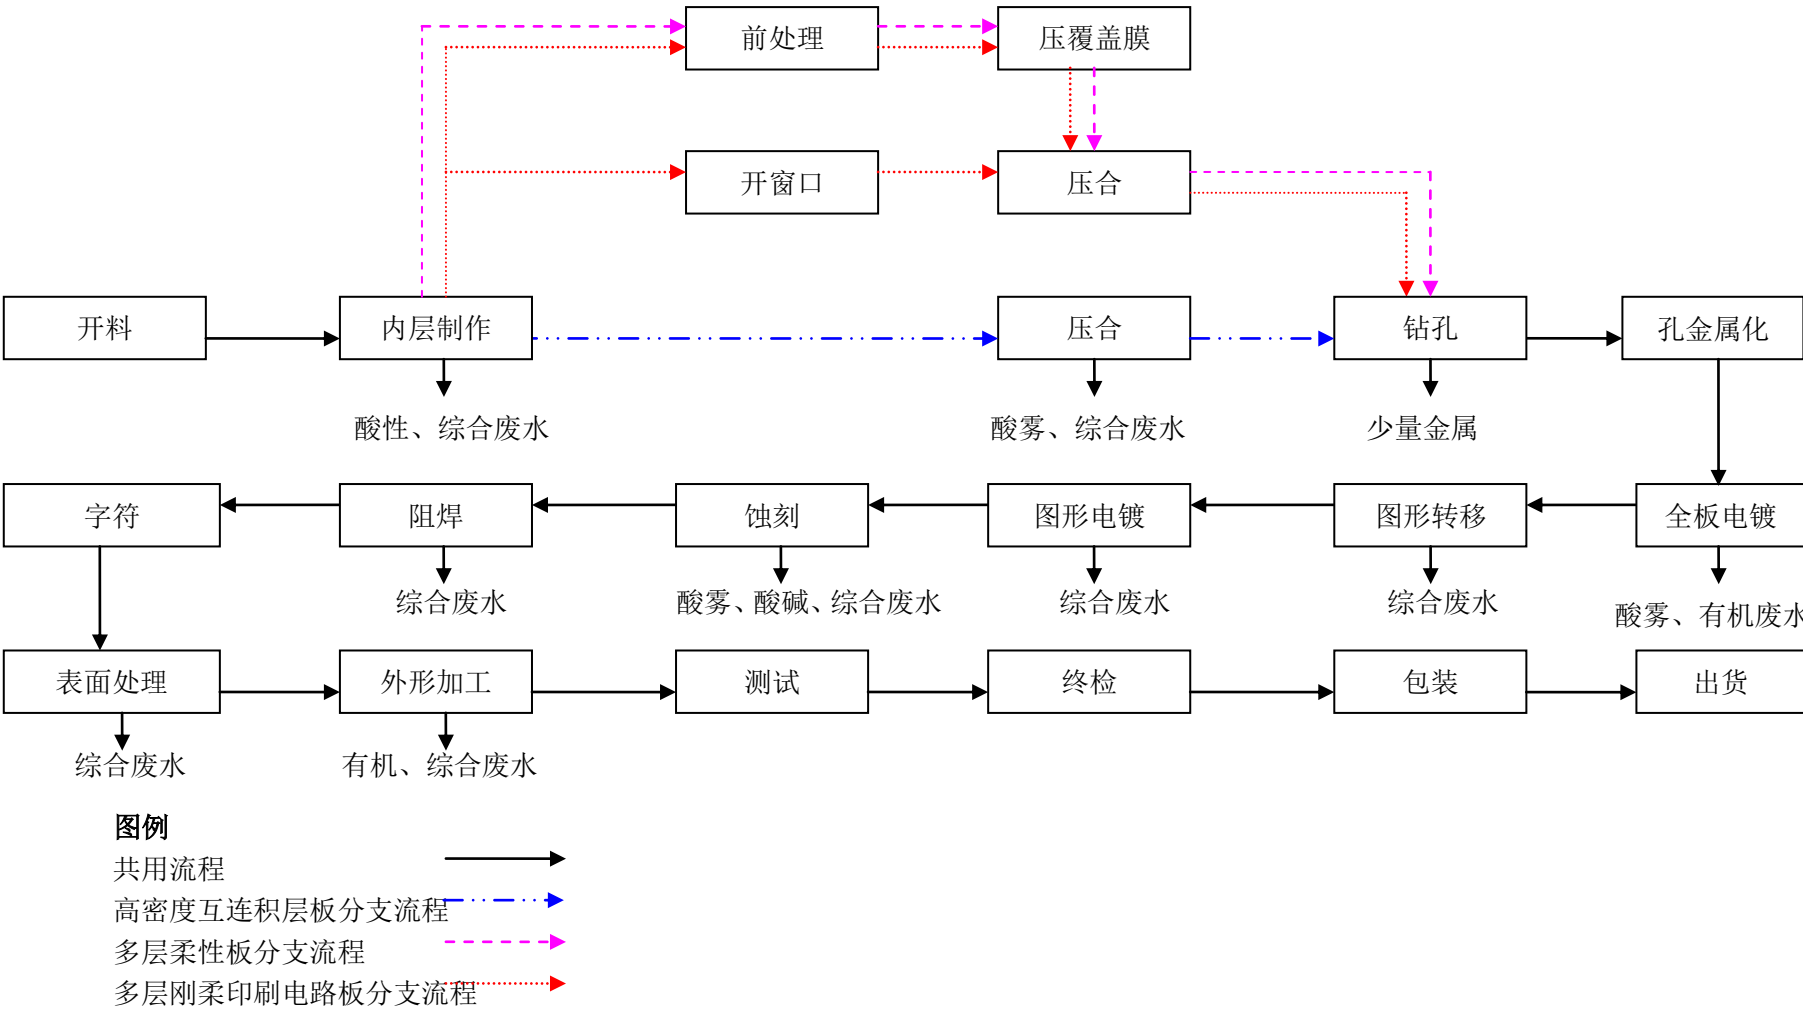 前处理
压覆盖膜
开窗口
压合
开料
内层制作
压合
钻孔
孔金属化
酸性、综合废水
酸雾、综合废水
少量金属
字符
阻焊
蚀刻
图形电镀
图形转移
全板电镀
综合废水
酸雾、酸碱、综合废水
综合废水
综合废水
酸雾、有机废水
表面处理
外形加工
测试
终检
包装
出货
综合废水
有机、综合废水
图例
共用流程
高密度互连积层板分支流程
多层柔性板分支流程
多层刚柔印刷电路板分支流程